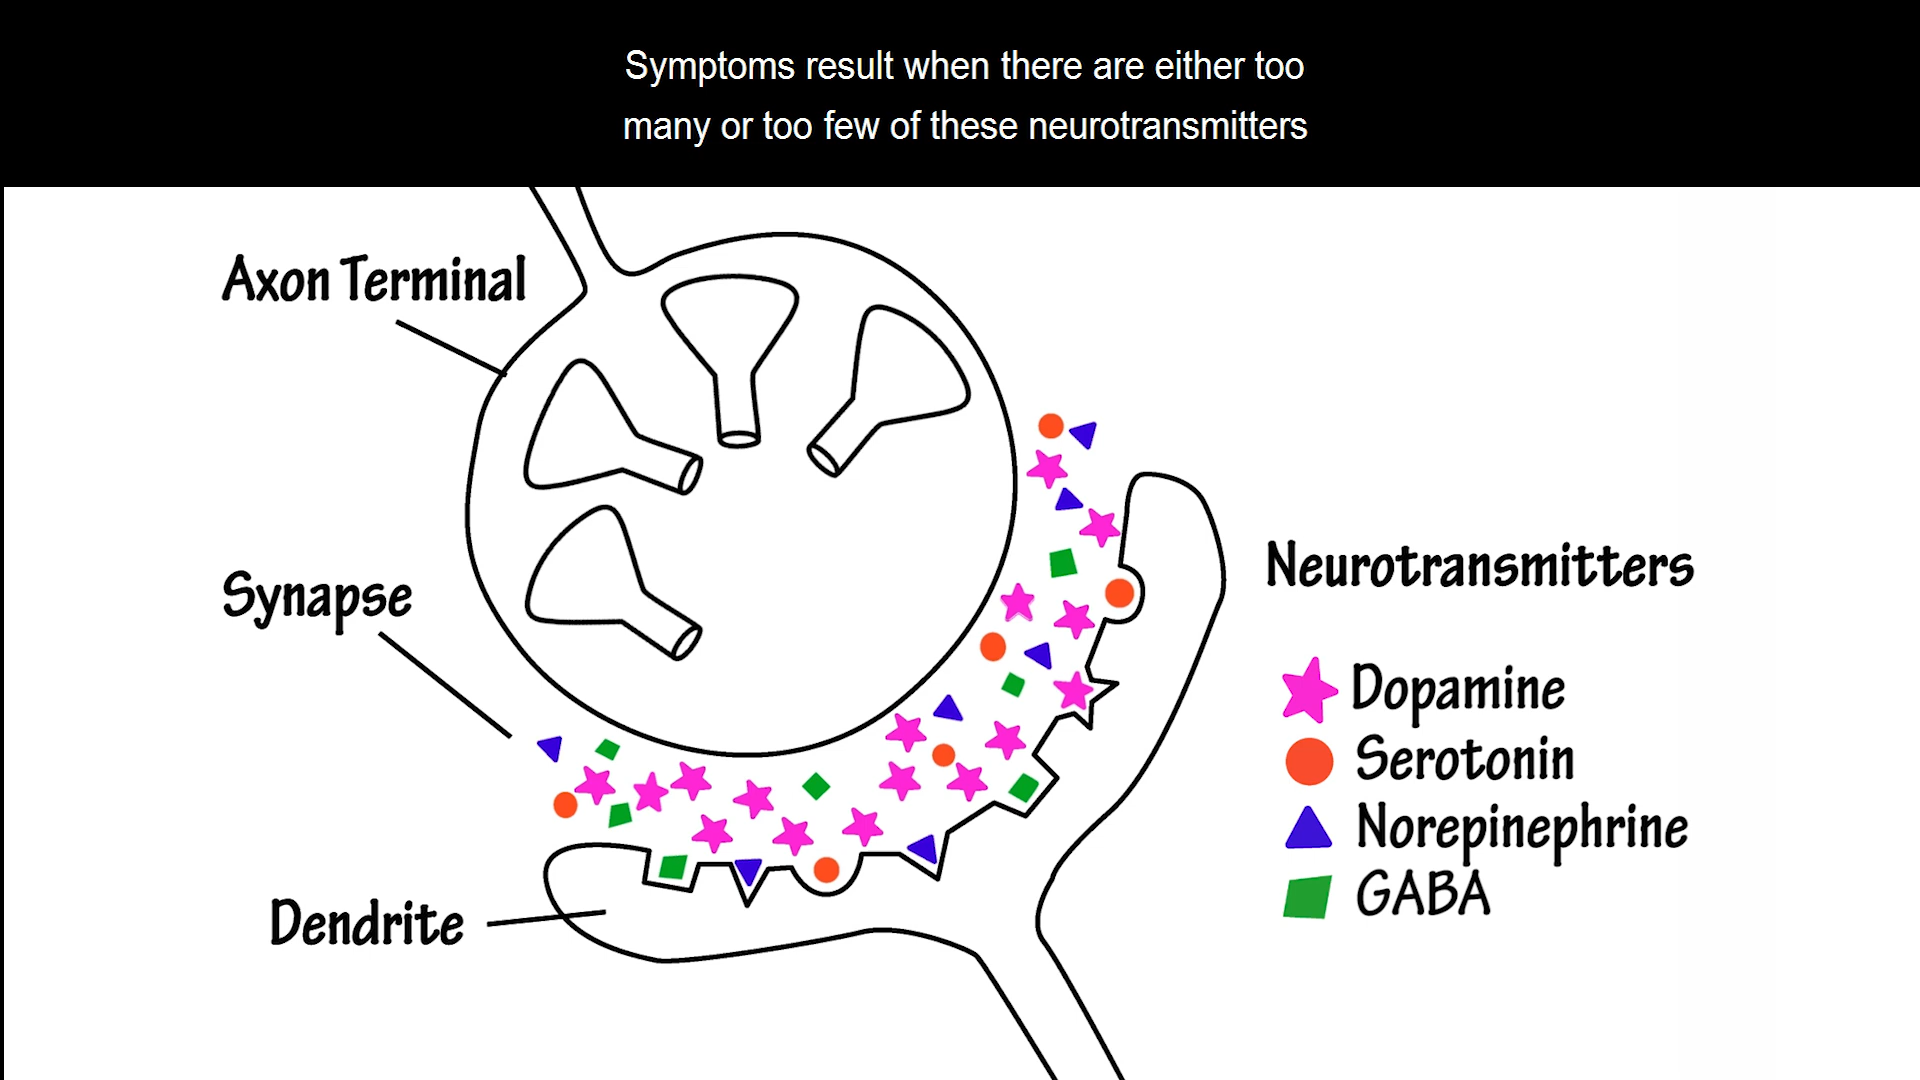 Symptoms result when there are either too
many or too few of these neurotransmitters
Axon Terminal
Synapse
Dendrite
Neurotransmitters
Dopamine
Serotonin
Norepinephrine
GABA